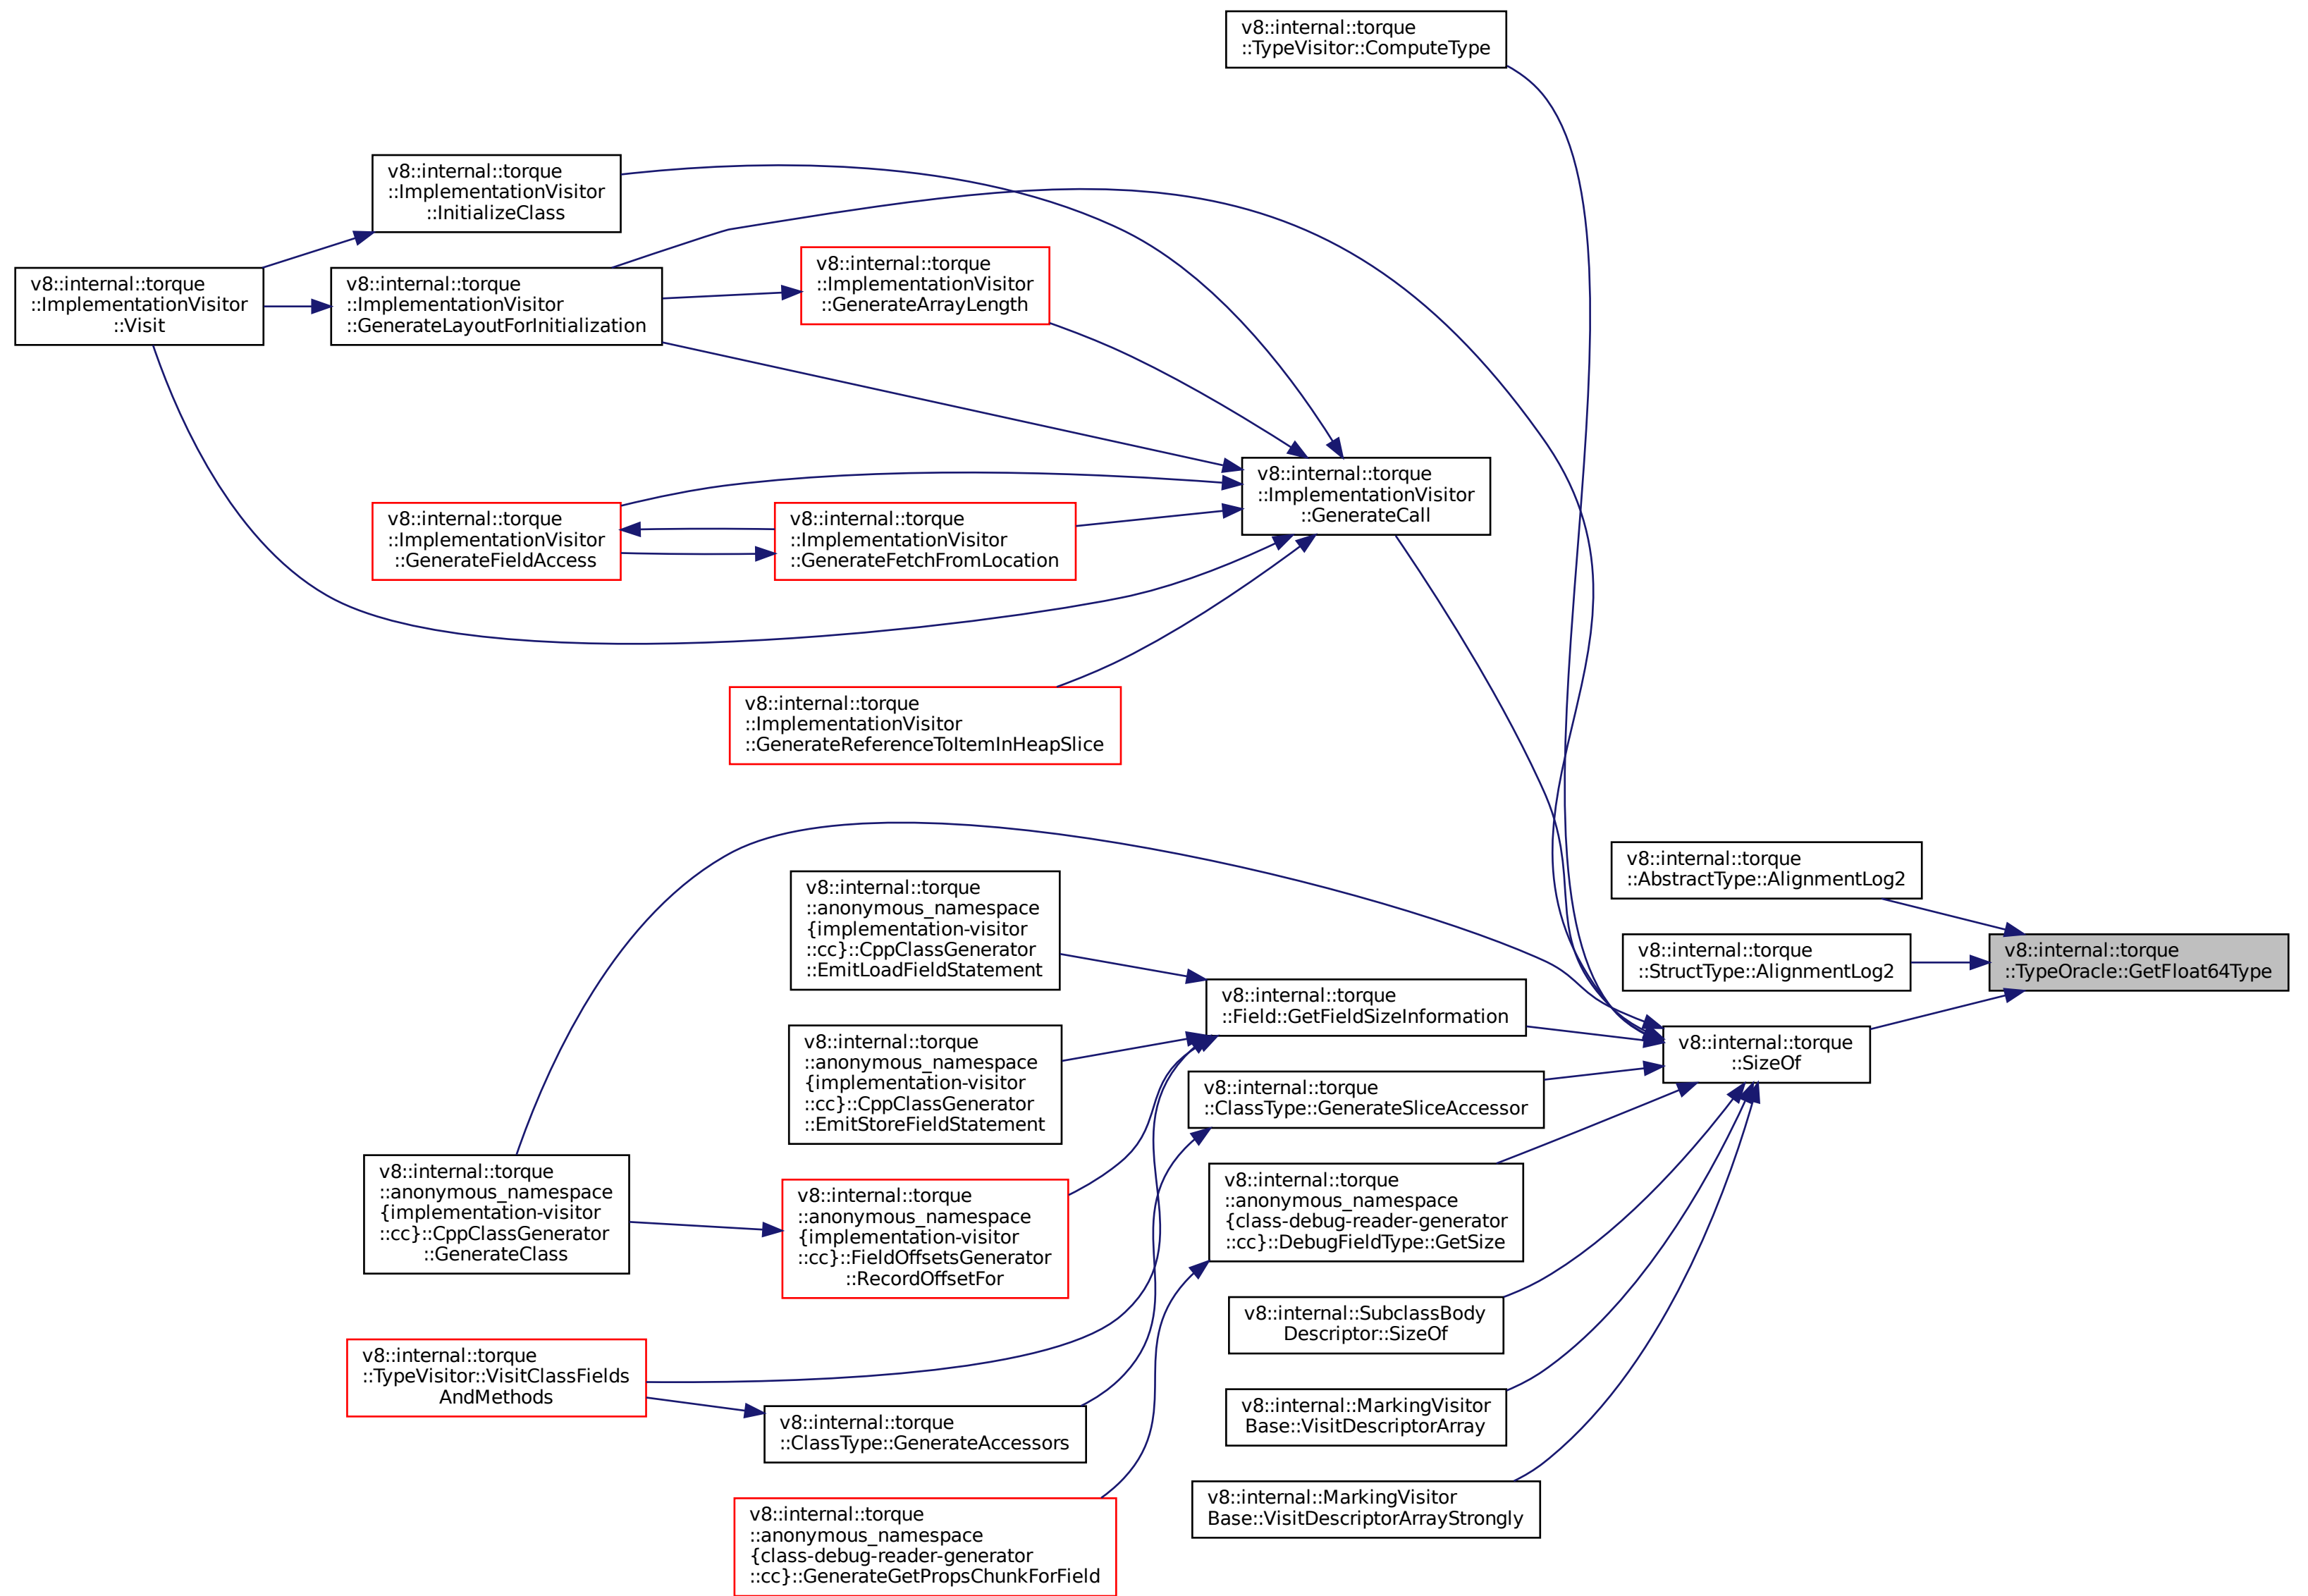 v8::internal::torque
::TypeVisitor::ComputeType
v8::internal::torque
::ImplementationVisitor
::InitializeClass
v8::internal::torque
::ImplementationVisitor
::Visit
v8::internal::torque
::ImplementationVisitor
::GenerateLayoutForInitialization
v8::internal::torque
::ImplementationVisitor
::GenerateArrayLength
v8::internal::torque
::ImplementationVisitor
::GenerateCall
v8::internal::torque
::ImplementationVisitor
::GenerateFieldAccess
v8::internal::torque
::ImplementationVisitor
::GenerateFetchFromLocation
v8::internal::torque
::ImplementationVisitor
::GenerateReferenceToItemInHeapSlice
v8::internal::torque
::AbstractType::AlignmentLog2
v8::internal::torque
::StructType::AlignmentLog2
v8::internal::torque
::TypeOracle::GetFloat64Type
v8::internal::torque
::SizeOf
v8::internal::torque
::anonymous_namespace
{implementation-visitor
::cc}::CppClassGenerator
::EmitLoadFieldStatement
v8::internal::torque
::Field::GetFieldSizeInformation
v8::internal::torque
::anonymous_namespace
{implementation-visitor
::cc}::CppClassGenerator
::EmitStoreFieldStatement
v8::internal::torque
::ClassType::GenerateSliceAccessor
v8::internal::torque
::anonymous_namespace
{implementation-visitor
::cc}::CppClassGenerator
::GenerateClass
v8::internal::torque
::anonymous_namespace
{implementation-visitor
::cc}::FieldOffsetsGenerator
::RecordOffsetFor
v8::internal::torque
::anonymous_namespace
{class-debug-reader-generator
::cc}::DebugFieldType::GetSize
v8::internal::SubclassBody
Descriptor::SizeOf
v8::internal::torque
::TypeVisitor::VisitClassFields
AndMethods
v8::internal::torque
::ClassType::GenerateAccessors
v8::internal::MarkingVisitor
Base::VisitDescriptorArray
v8::internal::MarkingVisitor
Base::VisitDescriptorArrayStrongly
v8::internal::torque
::anonymous_namespace
{class-debug-reader-generator
::cc}::GenerateGetPropsChunkForField